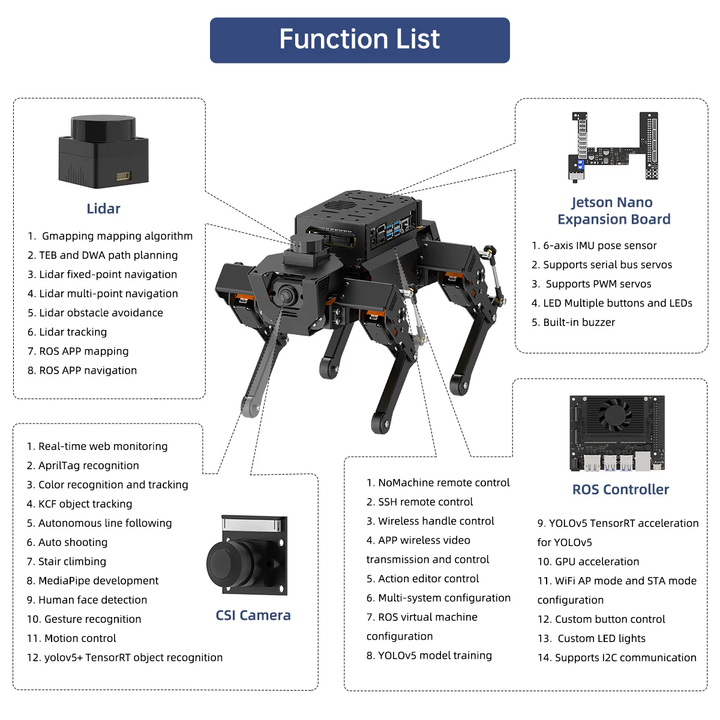 Function List
Lidar
1. Gmapping mapping algorithm
2. TEB and DWA path planning
3. Lidar fixed-point navigation
4. Lidar multi-point navigation
5. Lidar obstacle avoidance
6. Lidar tracking
7. ROS APP mapping
8. ROS APP navigation
Jetson Nano
Expansion Board
1. 6-axis IMU pose sensor
2. Supports serial bus servos
3. Supports PWM servos
4. LED Multiple buttons and LEDs
5. Built-in buzzer
1. Real-time web monitoring
2. AprilTag recognition
3. Color recognition and tracking
4. KCF object tracking
5. Autonomous line following
6. Auto shooting
7. Stair climbing
8. MediaPipe development
9. Human face detection
10. Gesture recognition
11. Motion control
12. yolov5+ TensorRT object recognition
CSI Camera
1. NoMachine remote control
2. SSH remote control
3. Wireless handle control
4. APP wireless video
transmission and control
5. Action editor control
6. Multi-system configuration
7. ROS virtual machine
configuration
8. YOLOv5 model training
ROS Controller
9. YOLOv5 TensorRT acceleration
for YOLOv5
10. GPU acceleration
11. WiFi AP mode and STA mode
configuration
12. Custom button control
13. Custom LED lights
14. Supports I2C communication